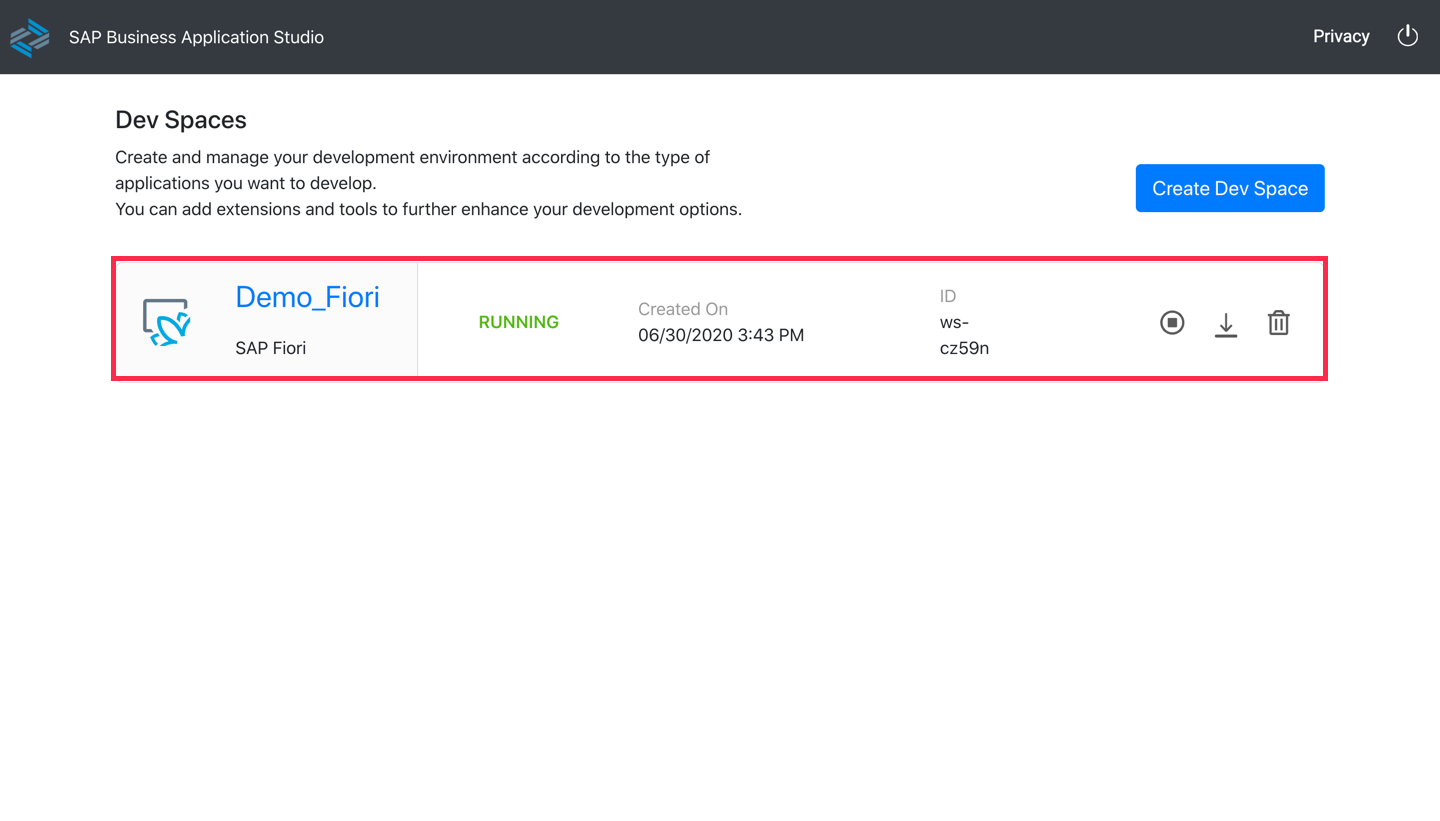 SAP Business Application Studio
Privacy
Dev Spaces
Create and manage your development environment according to the type of
applications you want to develop.
You can add extensions and tools to further enhance your development options.
Create Dev Space
Demo_Fiori
SAP Fiori
RUNNING
Created On
06/30/2020 3:43 PM
ID
ws-
cz59n